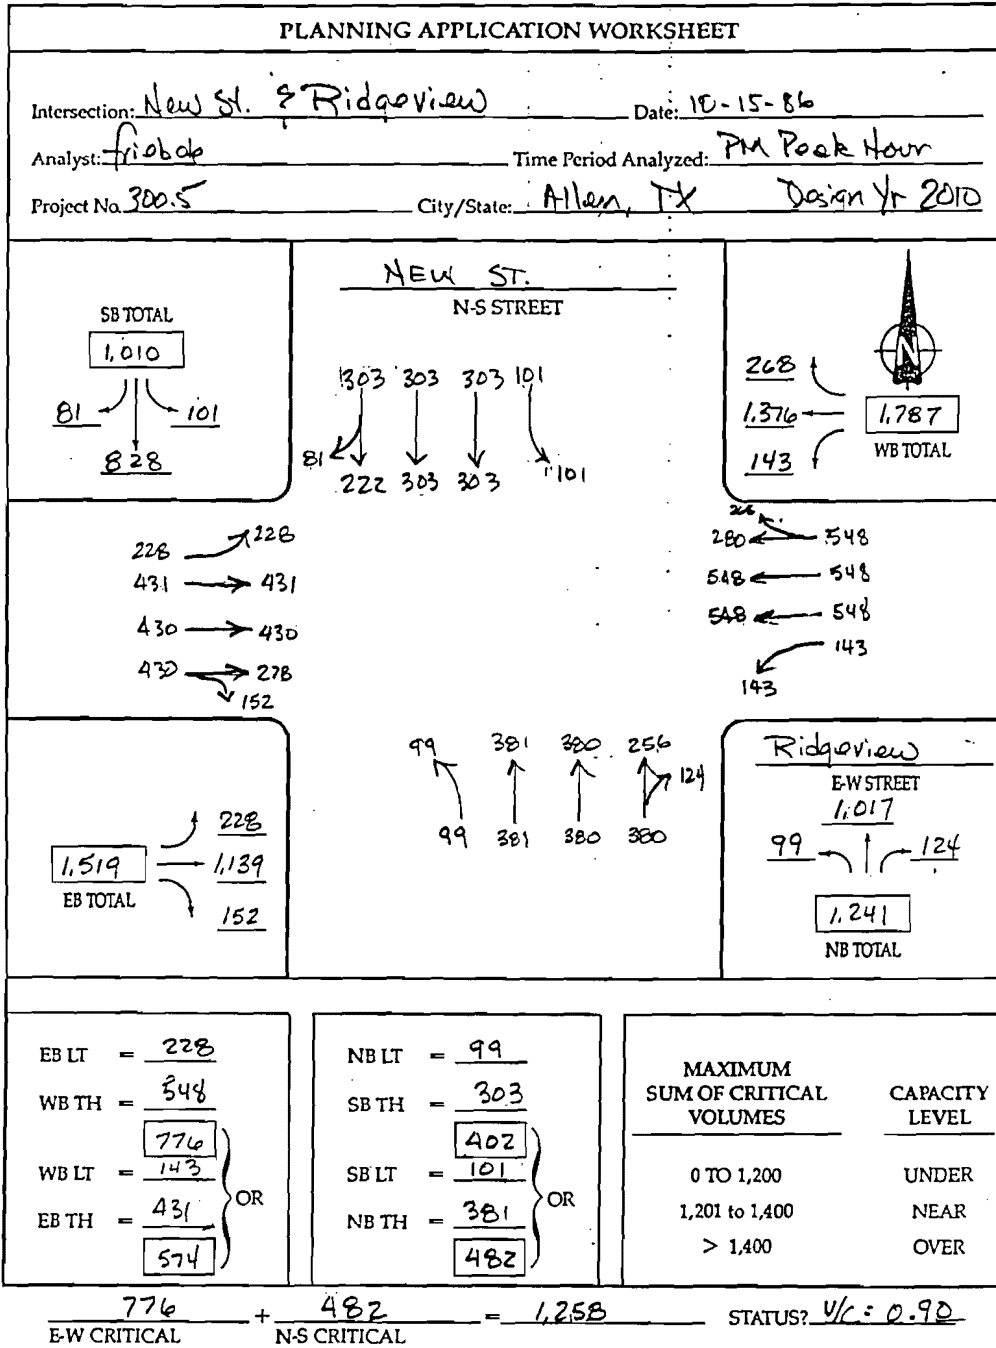 PLANNING APPLICATION WORKSHEET
Intersection: New St. & Ridgeview Date: 10-15-86
Analyst: Time Period Analyzed: PM Peak Hour
Project No. 300.5 City/State: Allen, TX Design Yr 2010
NEW ST.
N-S STREET
SB TOTAL
1,010
81 101
828
303 303 303 101
81 222 303 303 101
N
268
1,376 1,787
WB TOTAL
143
228 228
431 431
430 430
430 278
152
268
280 548
548 548
548 548
143
143
228
1,519 1,139
EB TOTAL
152
99 381 380 256
124
99 381 380 380
Ridgeview
E-W STREET
1,017
99 124
1,241
NB TOTAL
EB LT = 228
WB TH = 548
776
WB LT = 143
OR
EB TH = 431
574
NB LT = 99
SB TH = 303
402
SB LT = 101
OR
NB TH = 381
482
MAXIMUM
SUM OF CRITICAL CAPACITY
VOLUMES LEVEL
0 TO 1,200 UNDER
1,201 to 1,400 NEAR
> 1,400 OVER
776 + 482 = 1,258 STATUS? V/C: 0.90
E-W CRITICAL N-S CRITICAL